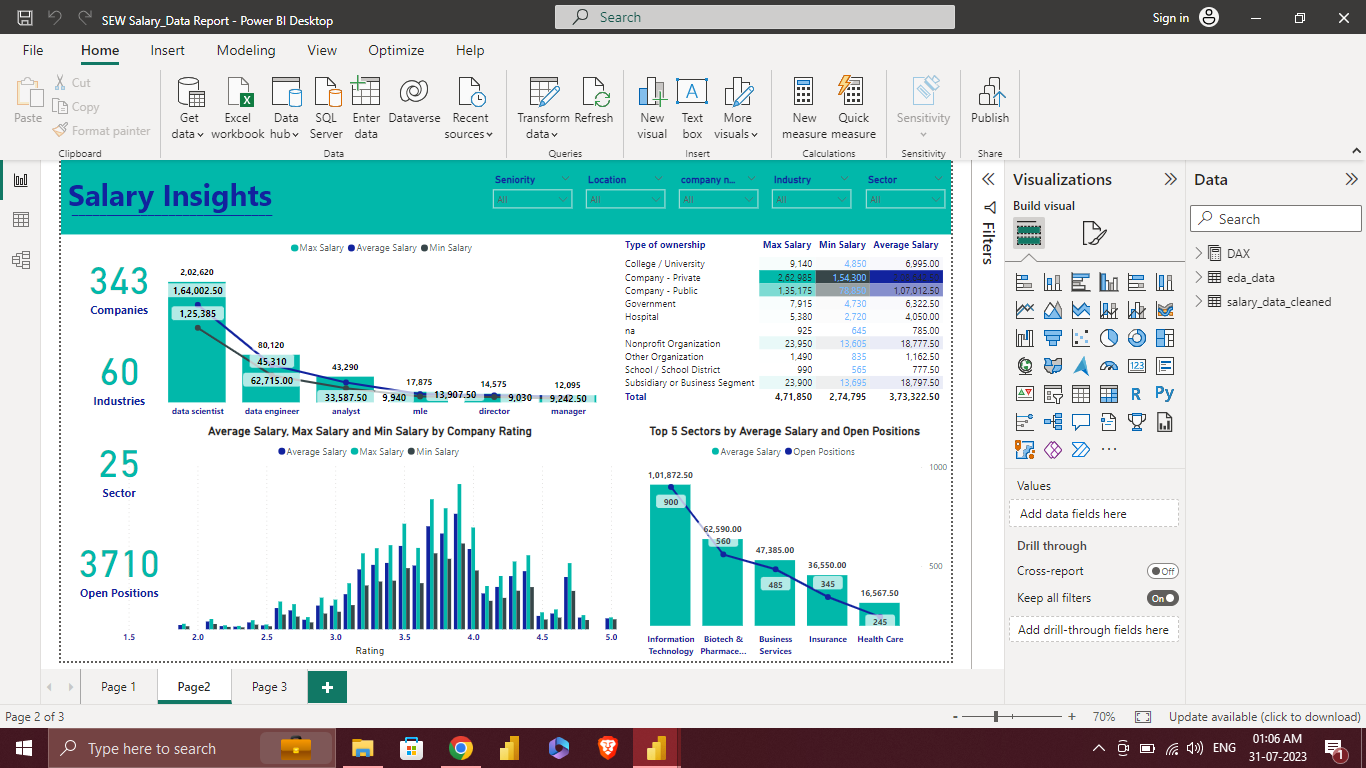 SEW Salary_Data Report - Power BI Desktop
Search
Sign in
File Home Insert Modeling View Optimize Help
Paste
Cut
Copy
Format painter
Get data
Excel workbook
Data hub
SQL Server
Enter data
Dataverse
Recent sources
Transform data
Refresh
New visual
Text box
More visuals
New measure
Quick measure
Sensitivity
Publish
Clipboard
Data
Queries
Insert
Calculations
Sensitivity
Share
Salary Insights
Seniority Location company n... Industry Sector
All All All All All
343
Companies
60
Industries
25
Sector
3710
Open Positions
Max Salary Average Salary Min Salary
2,02,620
1,64,002.50
1,25,385
80,120
45,310
62,715.00
43,290
33,587.50
17,875
9,940
13,907.50
14,575
9,030
12,095
9,242.50
data scientist data engineer analyst mle director manager
Type of ownership Max Salary Min Salary Average Salary
College / University 9,140 4,850 6,995.00
Company - Private 2,62,985 1,54,300
Company - Public 1,35,175 1,07,012.50
Government 7,915 4,730 6,322.50
Hospital 5,380 2,720 4,050.00
na 925 645 785.00
Nonprofit Organization 23,950 13,605 18,777.50
Other Organization 1,490 835 1,162.50
School / School District 990 565 777.50
Subsidiary or Business Segment 23,900 13,695 18,797.50
Total 4,71,850 2,74,795 3,73,322.50
Average Salary, Max Salary and Min Salary by Company Rating
Average Salary Max Salary Min Salary
1.5 2.0 2.5 3.0 3.5 4.0 4.5 5.0
Rating
Top 5 Sectors by Average Salary and Open Positions
Average Salary Open Positions
1000
500
1,01,872.50
900
62,590.00
560
47,385.00
485
36,550.00
345
16,567.50
245
Information Technology
Biotech & Pharmace...
Business Services
Insurance
Health Care
Filters
Visualizations
Build visual
123
R
Py
...
Values
Add data fields here
Drill through
Cross-report Off
Keep all filters On
Add drill-through fields here
Data
Search
DAX
eda_data
salary_data_cleaned
Page 1 Page2 Page 3 +
Page 2 of 3
- + 70%
Update available (click to download)
Type here to search
ENG
01:06 AM
31-07-2023
1